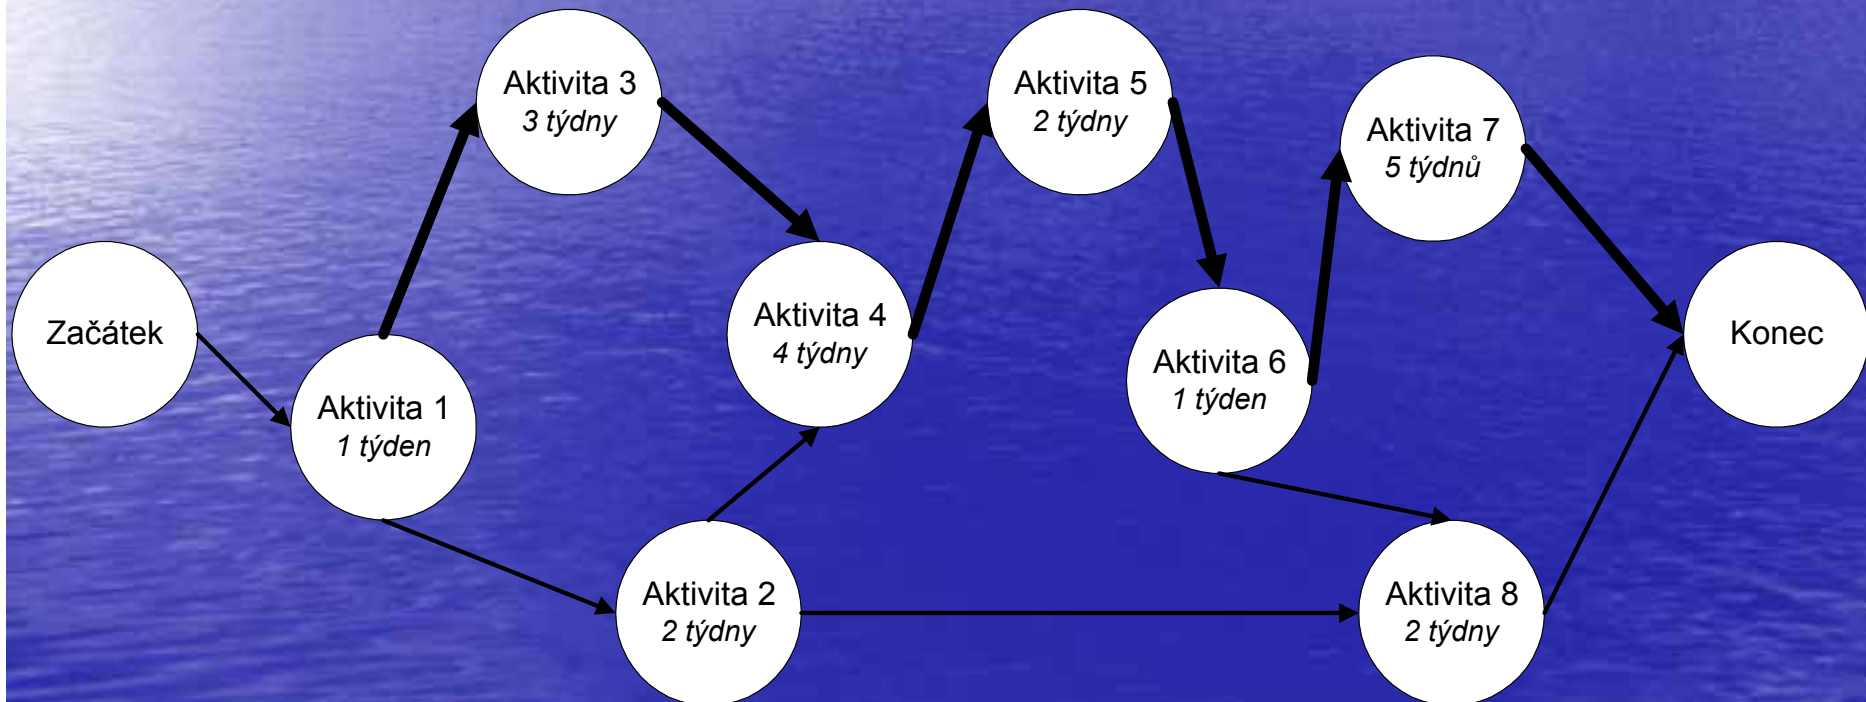 Začátek
Aktivita 1
1 týden
Aktivita 3
3 týdny
Aktivita 2
2 týdny
Aktivita 4
4 týdny
Aktivita 5
2 týdny
Aktivita 6
1 týden
Aktivita 7
5 týdnů
Aktivita 8
2 týdny
Konec